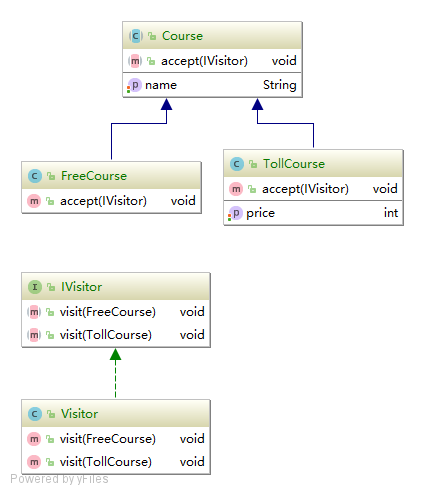 C Course
m accept(IVisitor) void
p name String
C FreeCourse
m accept(IVisitor) void
C TollCourse
m accept(IVisitor) void
p price int
I IVisitor
m visit(FreeCourse) void
m visit(TollCourse) void
C Visitor
m visit(FreeCourse) void
m visit(TollCourse) void
Powered by yFiles